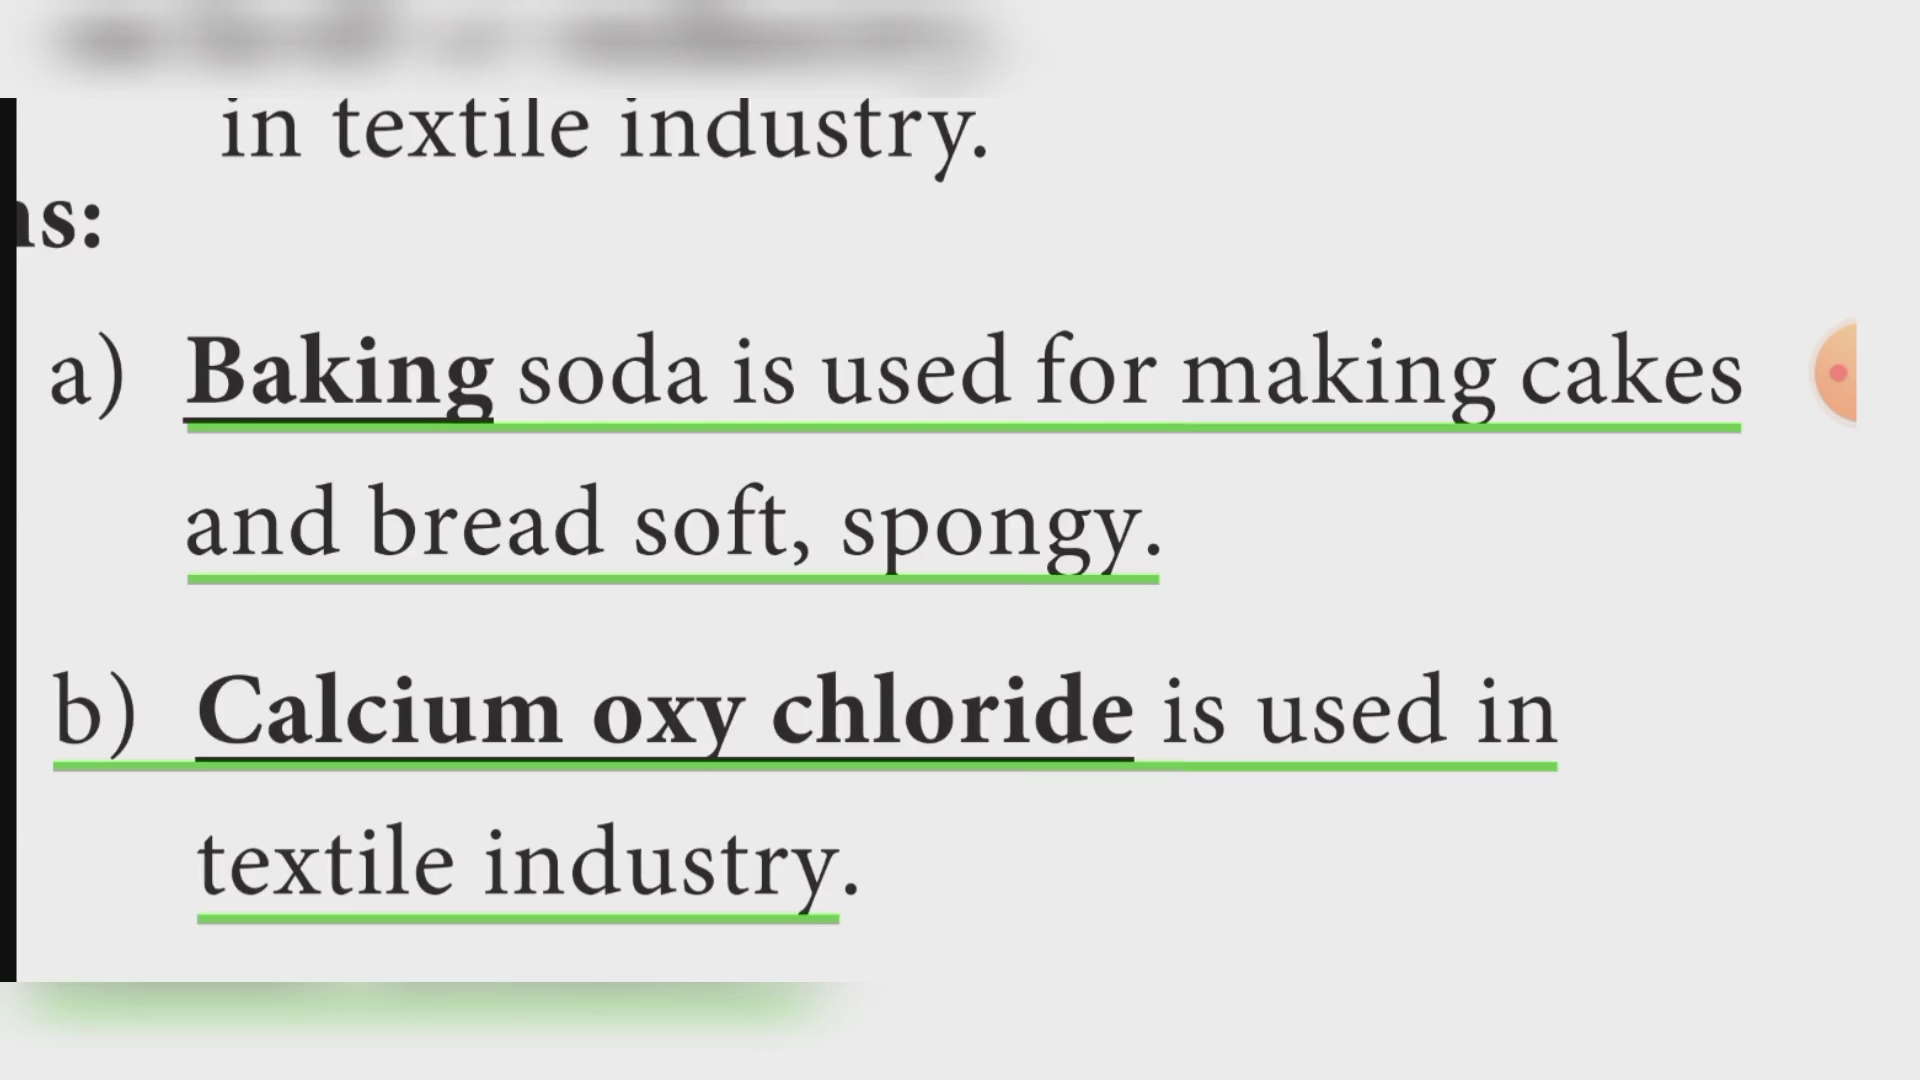 in textile industry.
ns:
a) Baking soda is used for making cakes
and bread soft, spongy.
b) Calcium oxy chloride is used in
textile industry.